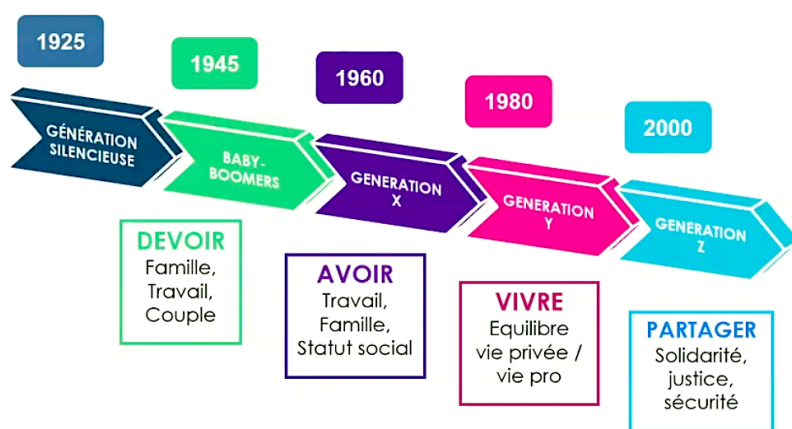 1925
1945
1960
1980
2000
GÉNÉRATION
SILENCIEUSE
BABY-
BOOMERS
GENERATION
X
GENERATION
Y
GENERATION
Z
DEVOIR
Famille,
Travail,
Couple
AVOIR
Travail,
Famille,
Statut social
VIVRE
Equilibre
vie privée /
vie pro
PARTAGER
Solidarité,
justice,
sécurité